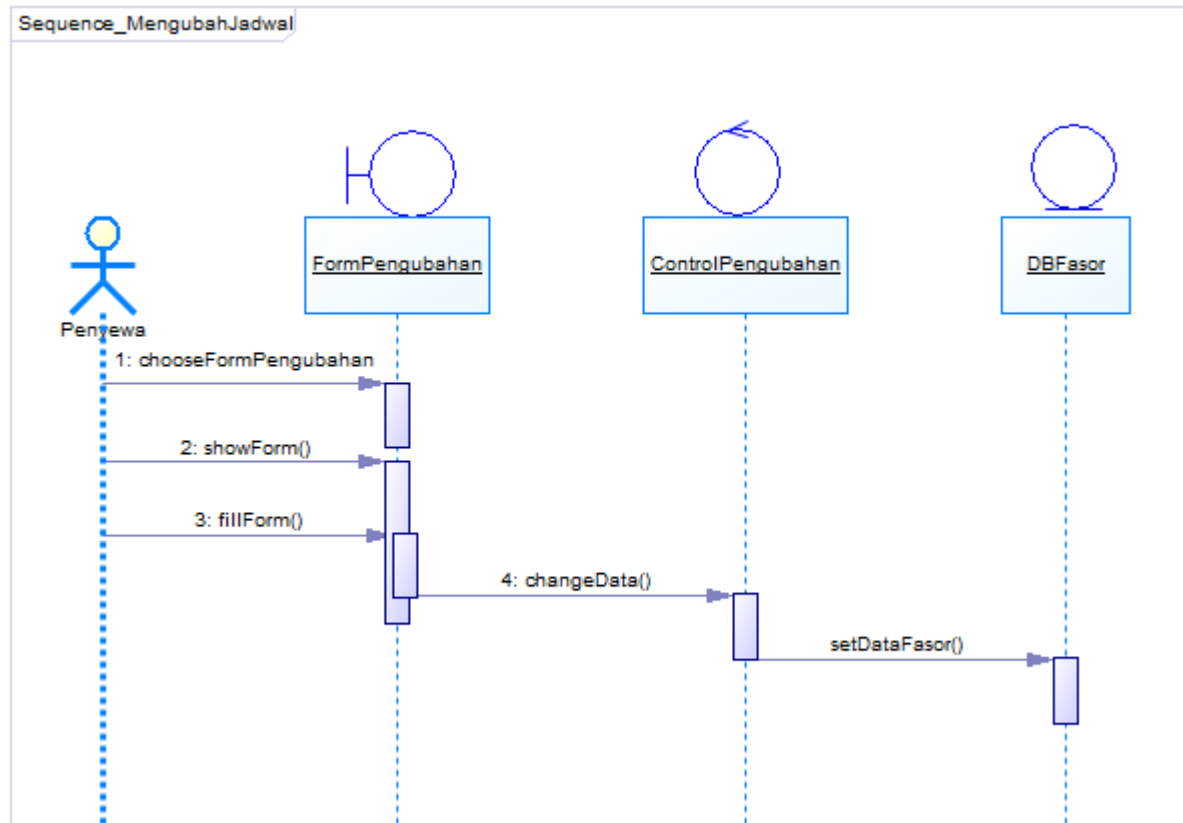 Sequence_MengubahJadwal
FormPengubahan
ControlPengubahan
DBFasor
Penyewa
1: chooseFormPengubahan
2: showForm()
3: fillForm()
4: changeData()
setDataFasor()